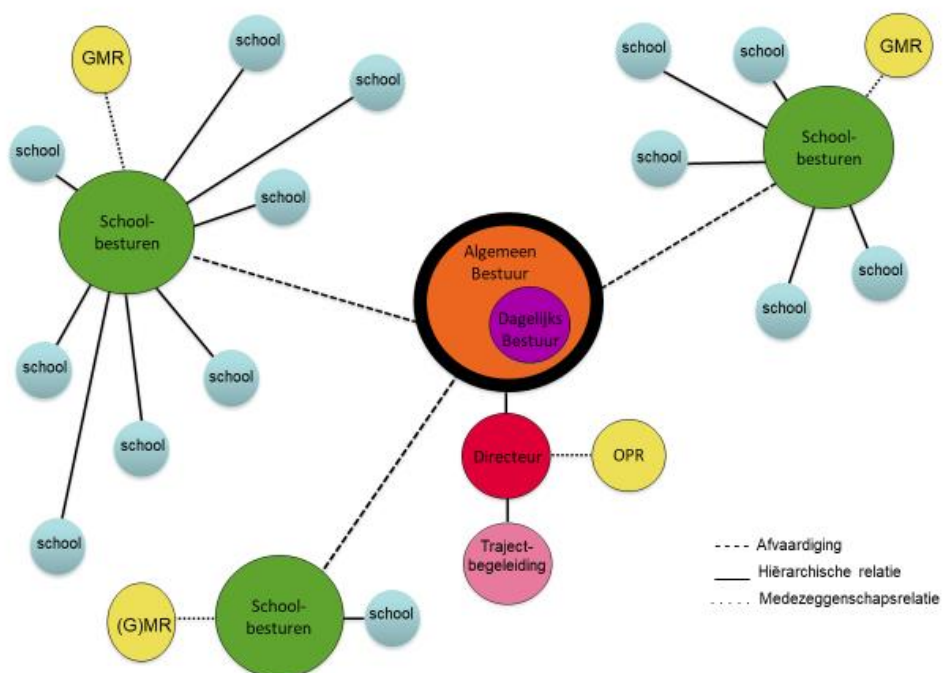 GMR
school
school
school
school
School-
besturen
school
school
school
school
school
school
school
GMR
School-
besturen
school
school
school
Algemeen
Bestuur
Dagelijks
Bestuur
Directeur
OPR
Traject-
begeleiding
(G)MR
School-
besturen
school
Afvaardiging
Hiërarchische relatie
Medezeggenschapsrelatie